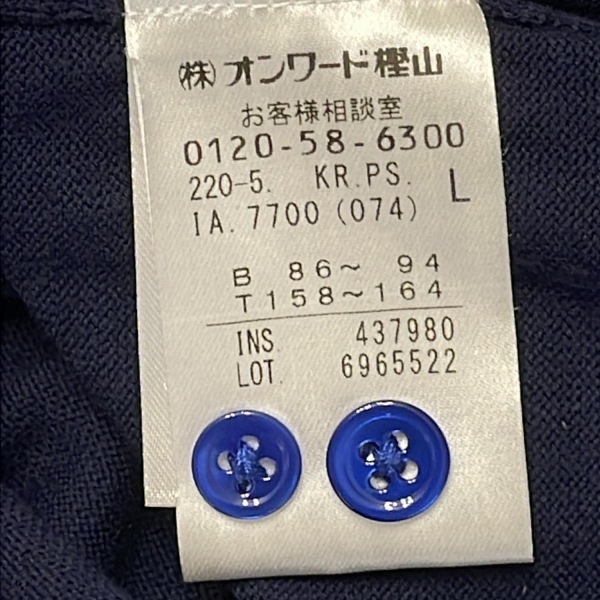 (株)オンワード樫山
お客様相談室
0120-58-6300
220-5. KR.PS. L
IA.7700(074)
B 86～ 94
T158～164
INS. 437980
LOT. 6965522